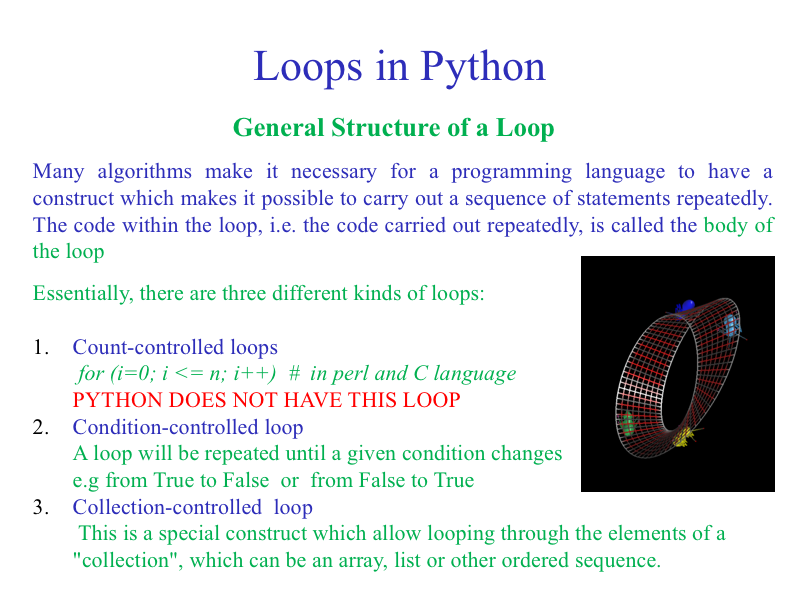 Loops in Python
General Structure of a Loop
Many algorithms make it necessary for a programming language to have a
construct which makes it possible to carry out a sequence of statements repeatedly.
The code within the loop, i.e. the code carried out repeatedly, is called the body of
the loop
Essentially, there are three different kinds of loops:
1. Count-controlled loops
for (i=0; i <= n; i++) # in perl and C language
PYTHON DOES NOT HAVE THIS LOOP
2. Condition-controlled loop
A loop will be repeated until a given condition changes
e.g from True to False or from False to True
3. Collection-controlled loop
This is a special construct which allow looping through the elements of a
"collection", which can be an array, list or other ordered sequence.